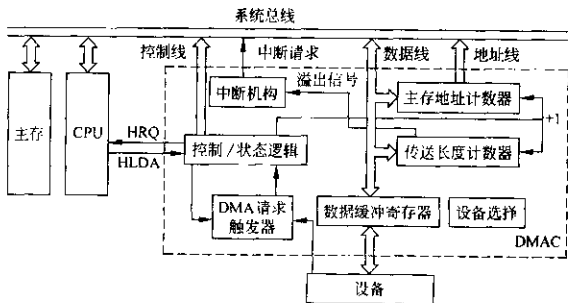 系统总线
控制线
中断请求
数据线
地址线
溢出信号
中断机构
主存地址计数器
+1
主存
CPU
HRQ
HLDA
控制/状态逻辑
传送长度计数器
DMA请求
触发器
数据缓冲寄存器
设备选择
DMAC
设备